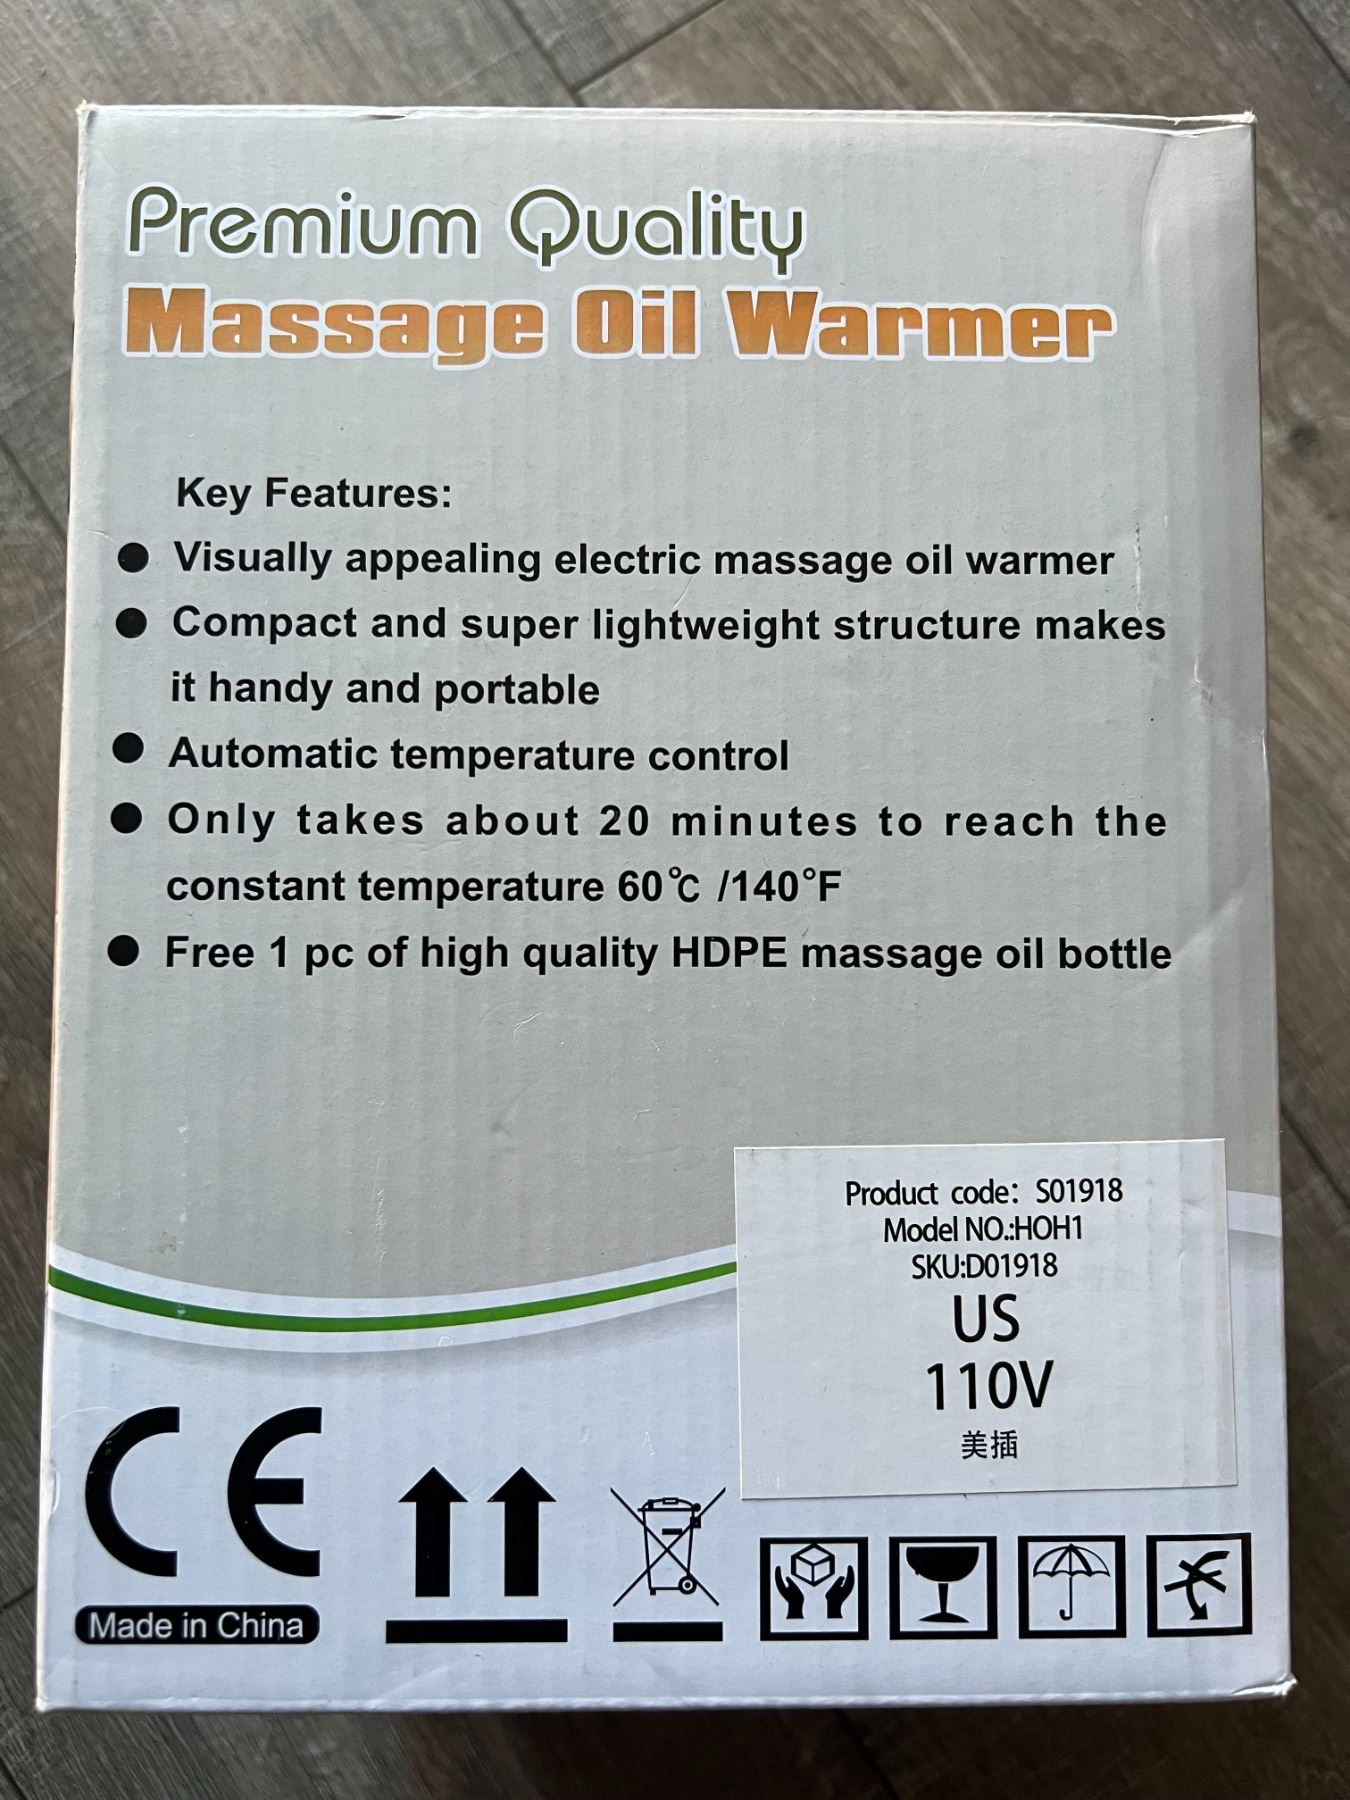 Premium Quality
Massage Oil Warmer
Key Features:
● Visually appealing electric massage oil warmer
● Compact and super lightweight structure makes
it handy and portable
● Automatic temperature control
● Only takes about 20 minutes to reach the
constant temperature 60℃ /140°F
● Free 1 pc of high quality HDPE massage oil bottle
Product code: S01918
Model NO.:HOH1
SKU:D01918
US
110V
美插
CE
Made in China